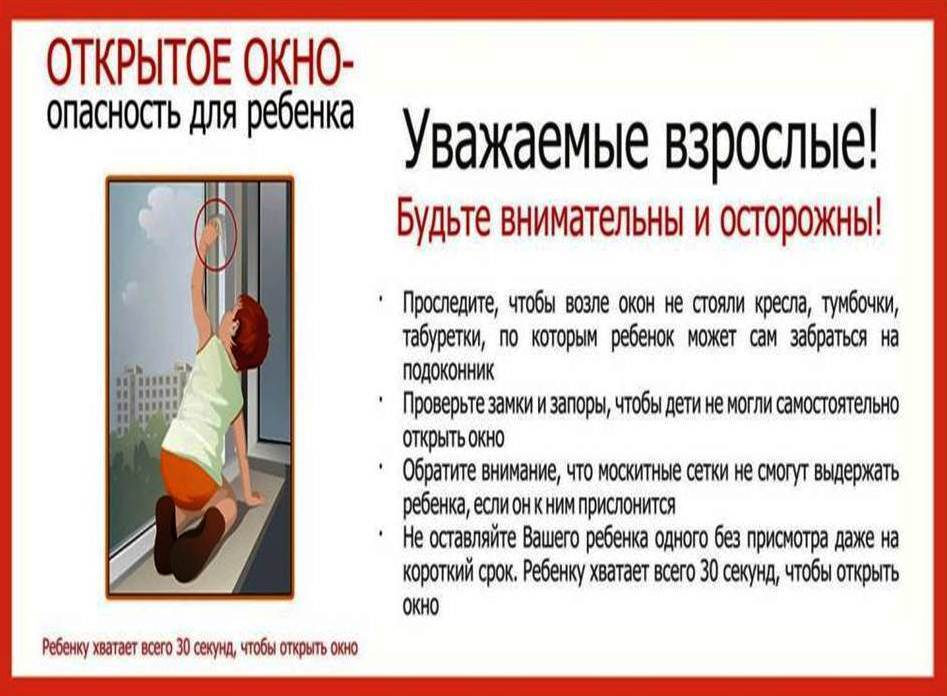 ОТКРЫТОЕ ОКНО-
опасность для ребенка
Ребенку хватает всего 30 секунд, чтобы открыть окно
Уважаемые взрослые!
Будьте внимательны и осторожны!
· Проследите, чтобы возле окон не стояли кресла, тумбочки,
табуретки, по которым ребенок может сам забраться на
подоконник
· Проверьте замки и запоры, чтобы дети не могли самостоятельно
открыть окно
· Обратите внимание, что москитные сетки не смогут выдержать
ребенка, если он к ним прислонится
· Не оставляйте Вашего ребенка одного без присмотра даже на
короткий срок. Ребенку хватает всего 30 секунд, чтобы открыть
окно